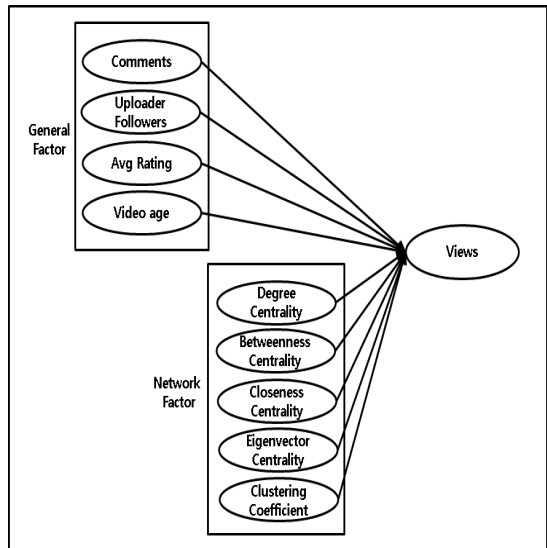 General
Factor
Comments
Uploader
Followers
Avg Rating
Video age
Views
Network
Factor
Degree
Centrality
Betweenness
Centrality
Closeness
Centrality
Eigenvector
Centrality
Clustering
Coefficient